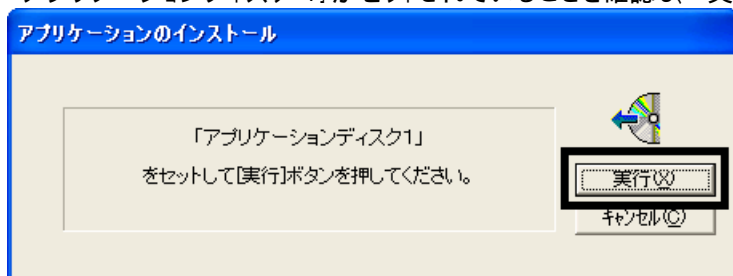 アプリケーションのインストール
「アプリケーションディスク1」
をセットして[実行]ボタンを押してください。
実行(X)
キャンセル(C)